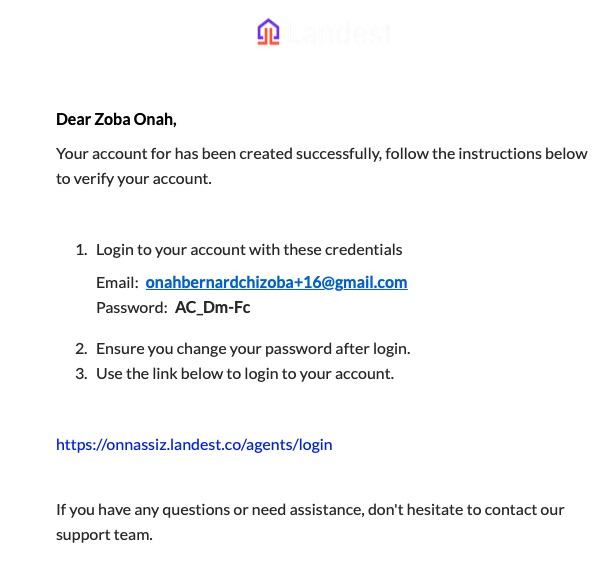 Landest
Dear Zoba Onah,
Your account for has been created successfully, follow the instructions below
to verify your account.
1. Login to your account with these credentials
Email: onahbernardchizoba+16@gmail.com
Password: AC_Dm-Fc
2. Ensure you change your password after login.
3. Use the link below to login to your account.
https://onnassiz.landest.co/agents/login
If you have any questions or need assistance, don't hesitate to contact our
support team.